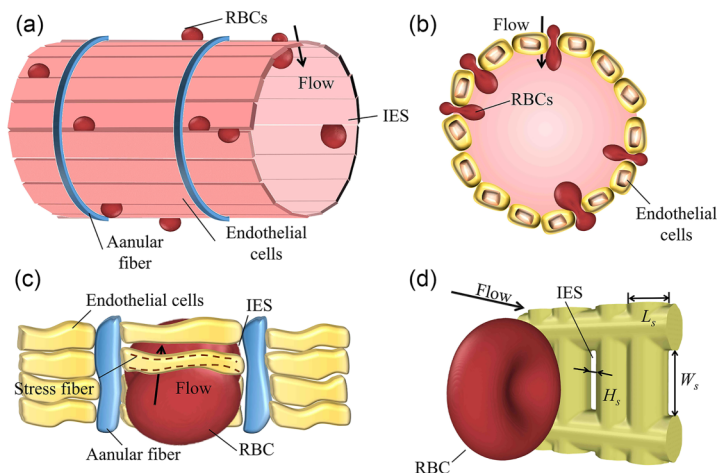 (a)
RBCs
Flow
IES
Endothelial
cells
Aanular
fiber
(b)
Flow
RBCs
Endothelial
cells
(c)
Endothelial cells
IES
Stress fiber
Flow
Aanular fiber
RBC
(d)
Flow
IES
Ls
Hs
Ws
RBC